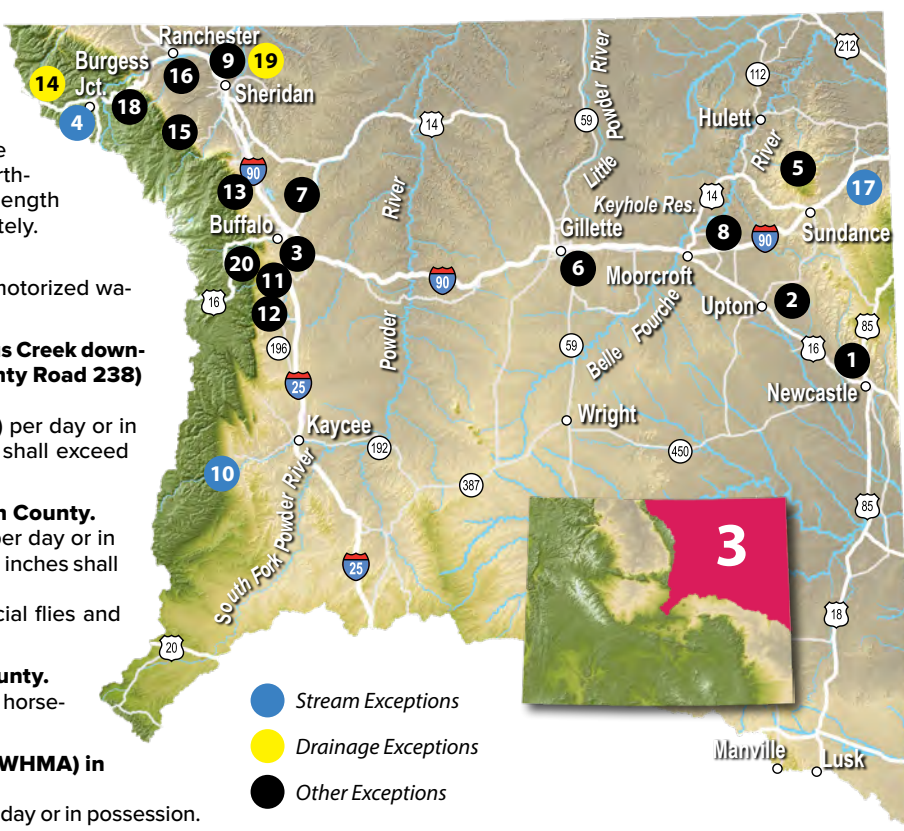 e
rth-
ength
tely.
notorized wa-
s Creek down-
nty Road 238)
) per day or in
shall exceed
n County.
per day or in
inches shall
cial flies and
unty.
horse-
WHMA) in
day or in possession.
Ranchester
Burgess
Jct.
14
4
18
16
9
19
Sheridan
15
90
13
7
Buffalo
3
20
11
16
12
196
25
Kaycee
192
10
South Fork Powder River
387
25
20
14
River
90
Powder
59
Little
Powder River
Gillette
6
59
Belle
Fourche
Wright
450
212
112
Hulett
River
5
17
14
Keyhole Res.
8
90
Sundance
Moorcroft
Upton
2
85
16
1
Newcastle
85
18
3
Manville
Lusk
Stream Exceptions
Drainage Exceptions
Other Exceptions